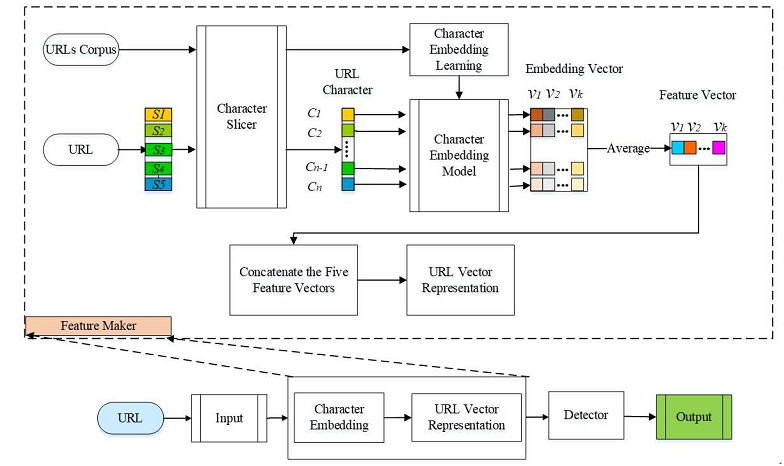 URLs Corpus
Character
Embedding
Learning
URL
Character
Embedding Vector
Feature Vector
S1
S2
S3
S4
S5
URL
Character
Slicer
C1
C2
Cn-1
Cn
Character
Embedding
Model
v1 v2 ••• vk
Average
v1 v2 vk
Concatenate the Five
Feature Vectors
URL Vector
Representation
Feature Maker
URL
Input
Character
Embedding
URL Vector
Representation
Detector
Output